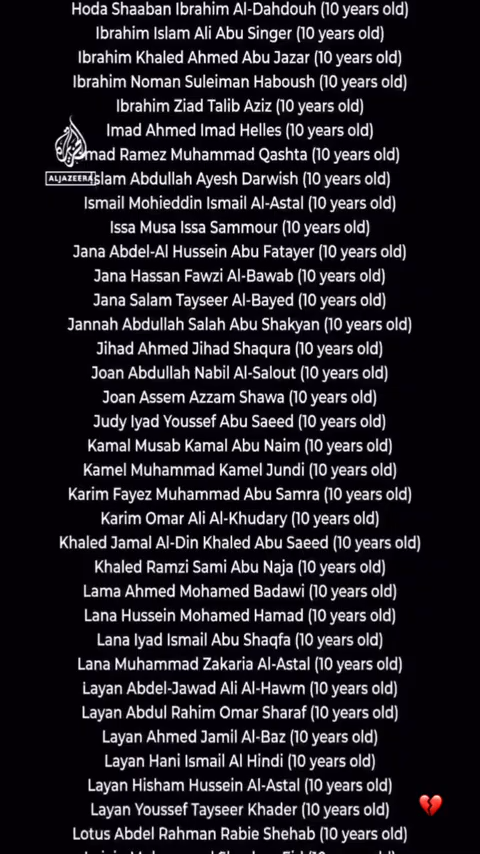 Hoda Shaaban Ibrahim Al-Dahdouh (10 years old)
Ibrahim Islam Ali Abu Singer (10 years old)
Ibrahim Khaled Ahmed Abu Jazar (10 years old)
Ibrahim Noman Suleiman Haboush (10 years old)
Ibrahim Ziad Talib Aziz (10 years old)
Imad Ahmed Imad Helles (10 years old)
Ramez Muhammad Qashta (10 years old)
ALJAZEERA
Abdullah Ayesh Darwish (10 years old)
Ismail Mohieddin Ismail Al-Astal (10 years old)
Issa Musa Issa Sammour (10 years old)
Jana Abdel-Al Hussein Abu Fatayer (10 years old)
Jana Hassan Fawzi Al-Bawab (10 years old)
Jana Salam Tayseer Al-Bayed (10 years old)
Jannah Abdullah Salah Abu Shakyan (10 years old)
Jihad Ahmed Jihad Shaqura (10 years old)
Joan Abdullah Nabil Al-Salout (10 years old)
Joan Assem Azzam Shawa (10 years old)
Judy Iyad Youssef Abu Saeed (10 years old)
Kamal Musab Kamal Abu Naim (10 years old)
Kamel Muhammad Kamel Jundi (10 years old)
Karim Fayez Muhammad Abu Samra (10 years old)
Karim Omar Ali Al-Khudary (10 years old)
Khaled Jamal Al-Din Khaled Abu Saeed (10 years old)
Khaled Ramzi Sami Abu Naja (10 years old)
Lama Ahmed Mohamed Badawi (10 years old)
Lana Hussein Mohamed Hamad (10 years old)
Lana Iyad Ismail Abu Shaqfa (10 years old)
Lana Muhammad Zakaria Al-Astal (10 years old)
Layan Abdel-Jawad Ali Al-Hawm (10 years old)
Layan Abdul Rahim Omar Sharaf (10 years old)
Layan Ahmed Jamil Al-Baz (10 years old)
Layan Hani Ismail Al Hindi (10 years old)
Layan Hisham Hussein Al-Astal (10 years old)
Layan Youssef Tayseer Khader (10 years old)
Lotus Abdel Rahman Rabie Shehab (10 years old)